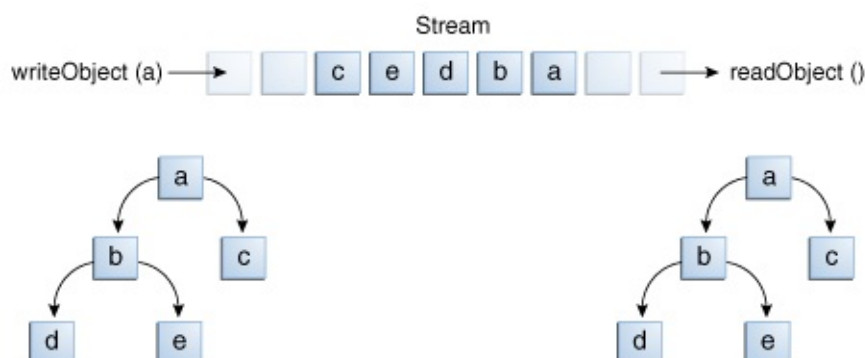 Stream
writeObject (a) c e d b a readObject ()
a a
b c b c
d e d e